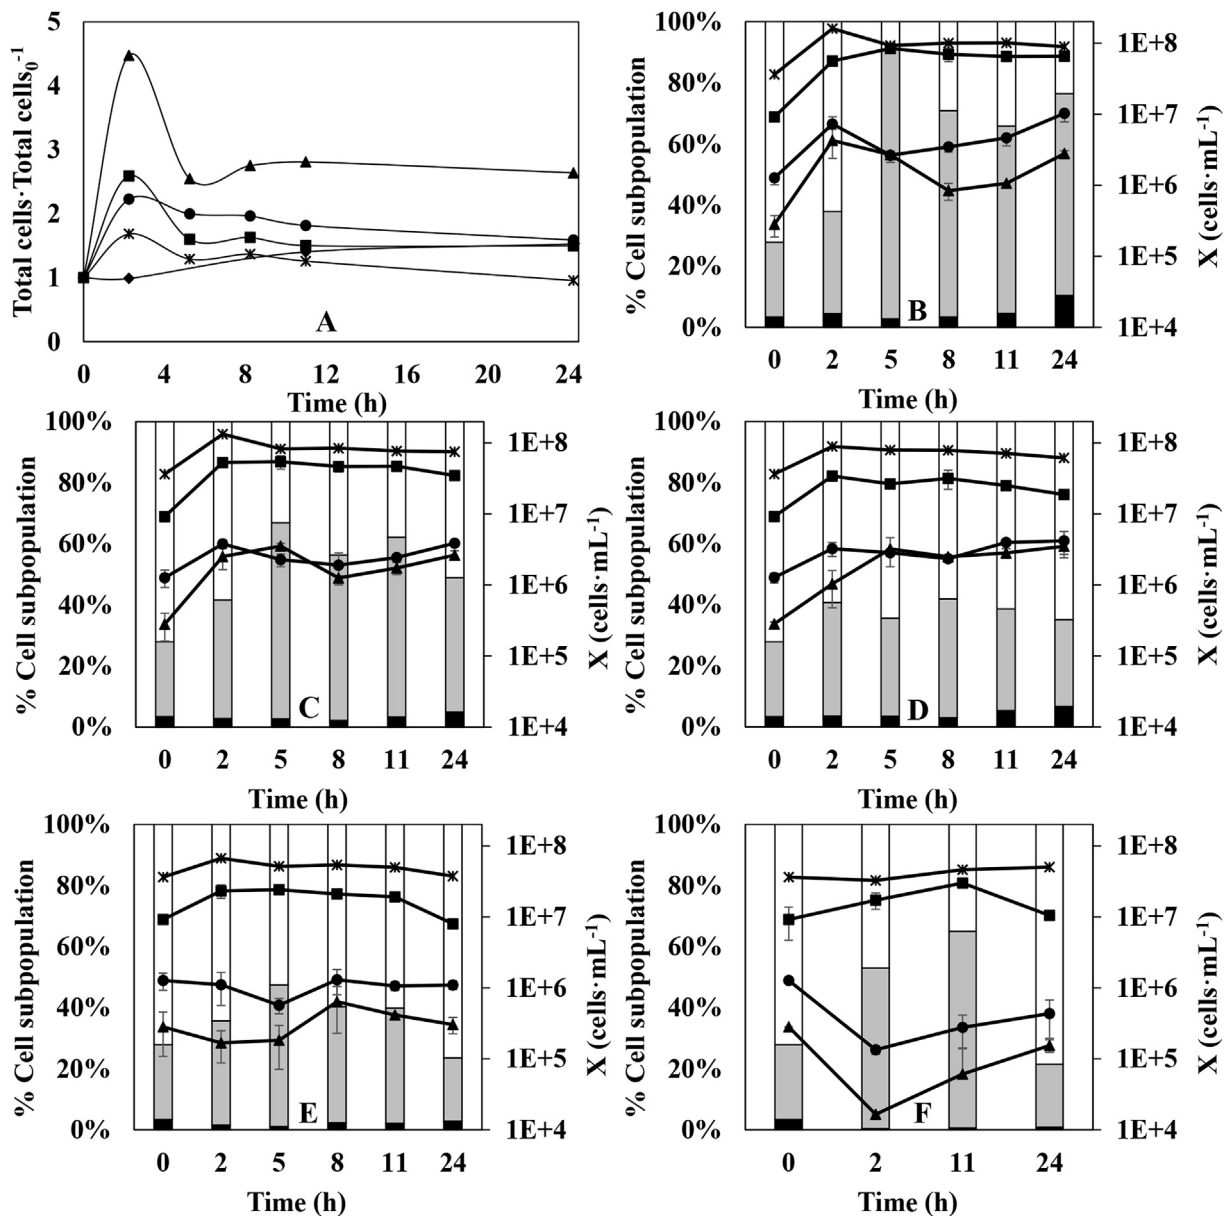 5
4
3
2
1
0
Total cells·Total cells₀⁻¹
A
0 4 8 12 16 20 24
Time (h)
100%
80%
60%
40%
20%
0%
% Cell subpopulation
1E+8
1E+7
1E+6
1E+5
1E+4
X (cells·mL⁻¹)
B
0 2 5 8 11 24
Time (h)
100%
80%
60%
40%
20%
0%
% Cell subpopulation
1E+8
1E+7
1E+6
1E+5
1E+4
X (cells·mL⁻¹)
C
0 2 5 8 11 24
Time (h)
100%
80%
60%
40%
20%
0%
% Cell subpopulation
1E+8
1E+7
1E+6
1E+5
1E+4
X (cells·mL⁻¹)
D
0 2 5 8 11 24
Time (h)
100%
80%
60%
40%
20%
0%
% Cell subpopulation
1E+8
1E+7
1E+6
1E+5
1E+4
X (cells·mL⁻¹)
E
0 2 5 8 11 24
Time (h)
100%
80%
60%
40%
20%
0%
% Cell subpopulation
1E+8
1E+7
1E+6
1E+5
1E+4
X (cells·mL⁻¹)
F
0 2 11 24
Time (h)